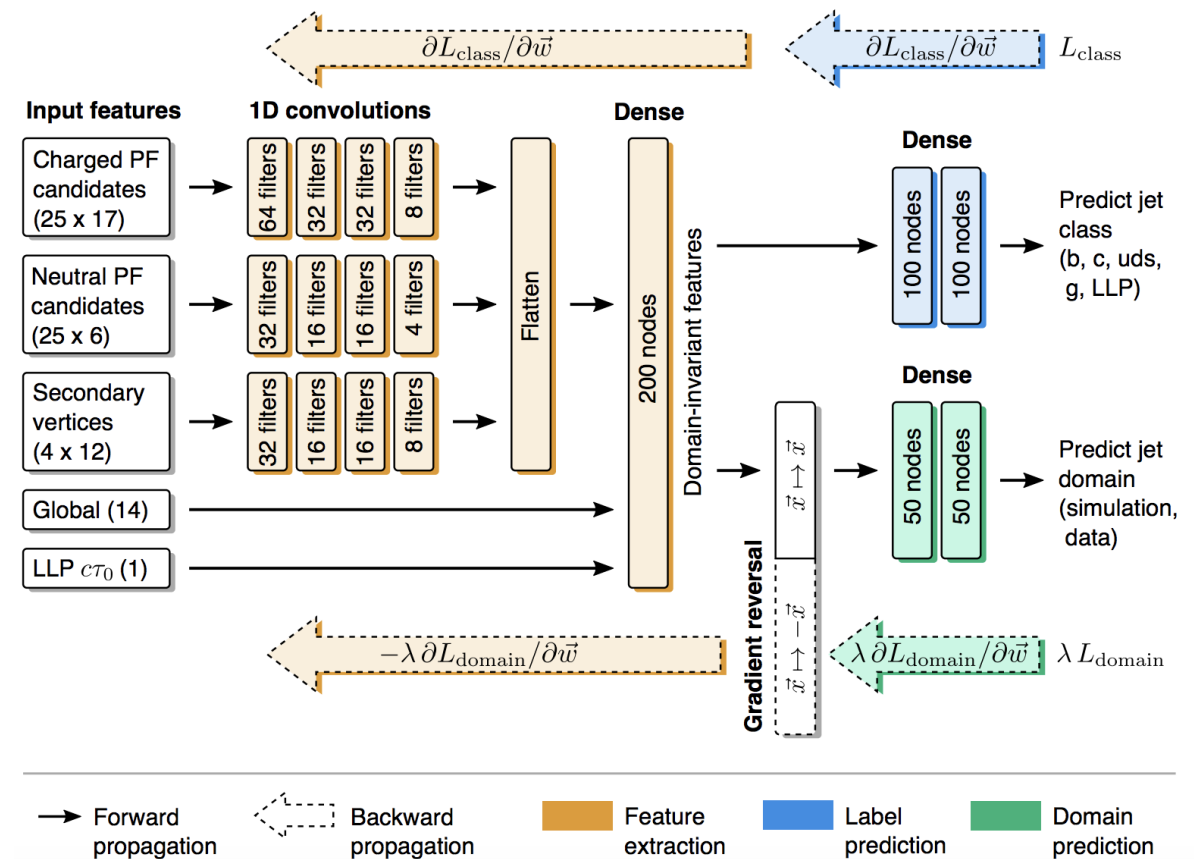 ∂L_class/∂w⃗
∂L_class/∂w⃗
L_class
Input features
1D convolutions
Dense
Charged PF
candidates
(25 x 17)
64 filters
32 filters
32 filters
8 filters
Neutral PF
candidates
(25 x 6)
32 filters
16 filters
16 filters
4 filters
Secondary
vertices
(4 x 12)
32 filters
16 filters
16 filters
8 filters
Global (14)
LLP cτ₀ (1)
Flatten
200 nodes
Domain-invariant features
Dense
100 nodes
100 nodes
Predict jet
class
(b, c, uds,
g, LLP)
Gradient reversal
x⃗ ↦ x⃗
x⃗ ↦ −x⃗
Dense
50 nodes
50 nodes
Predict jet
domain
(simulation,
data)
−λ ∂L_domain/∂w⃗
λ ∂L_domain/∂w⃗
λ L_domain
Forward
propagation
Backward
propagation
Feature
extraction
Label
prediction
Domain
prediction